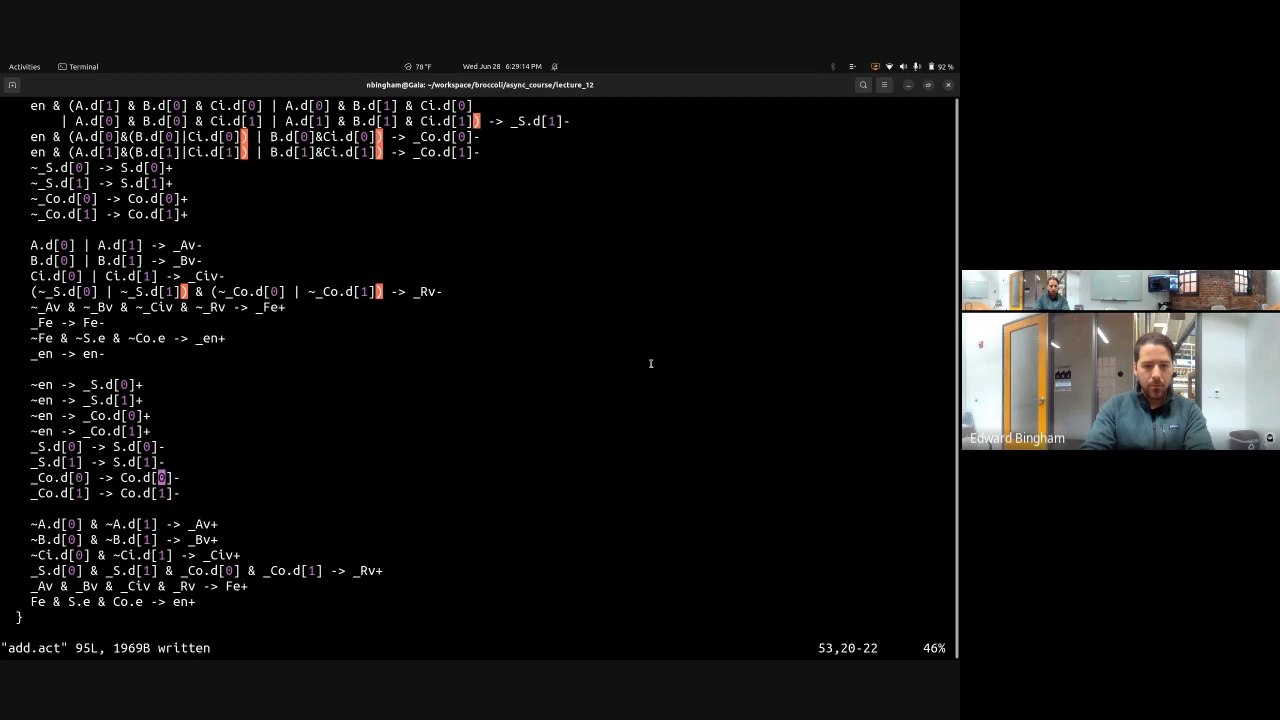 Activities
Terminal
78 °F
Wed Jun 28 6:29:14 PM
92 %
nbingham@Gaia: ~/workspace/broccoli/async_course/lecture_12
en & (A.d[1] & B.d[0] & Ci.d[0] | A.d[0] & B.d[1] & Ci.d[0]
| A.d[0] & B.d[0] & Ci.d[1] | A.d[1] & B.d[1] & Ci.d[1]) -> _S.d[1]-
en & (A.d[0]&(B.d[0]|Ci.d[0]) | B.d[0]&Ci.d[0]) -> _Co.d[0]-
en & (A.d[1]&(B.d[1]|Ci.d[1]) | B.d[1]&Ci.d[1]) -> _Co.d[1]-
~_S.d[0] -> S.d[0]+
~_S.d[1] -> S.d[1]+
~_Co.d[0] -> Co.d[0]+
~_Co.d[1] -> Co.d[1]+
A.d[0] | A.d[1] -> _Av-
B.d[0] | B.d[1] -> _Bv-
Ci.d[0] | Ci.d[1] -> _Civ-
(~_S.d[0] | ~_S.d[1]) & (~_Co.d[0] | ~_Co.d[1]) -> _Rv-
~_Av & ~_Bv & ~_Civ & ~_Rv -> _Fe+
_Fe -> Fe-
~Fe & ~S.e & ~Co.e -> _en+
_en -> en-
~en -> _S.d[0]+
~en -> _S.d[1]+
~en -> _Co.d[0]+
~en -> _Co.d[1]+
_S.d[0] -> S.d[0]-
_S.d[1] -> S.d[1]-
_Co.d[0] -> Co.d[0]-
_Co.d[1] -> Co.d[1]-
~A.d[0] & ~A.d[1] -> _Av+
~B.d[0] & ~B.d[1] -> _Bv+
~Ci.d[0] & ~Ci.d[1] -> _Civ+
_S.d[0] & _S.d[1] & _Co.d[0] & _Co.d[1] -> _Rv+
_Av & _Bv & _Civ & _Rv -> Fe+
Fe & S.e & Co.e -> en+
}
"add.act" 95L, 1969B written
53,20-22
46%
Edward Bingham